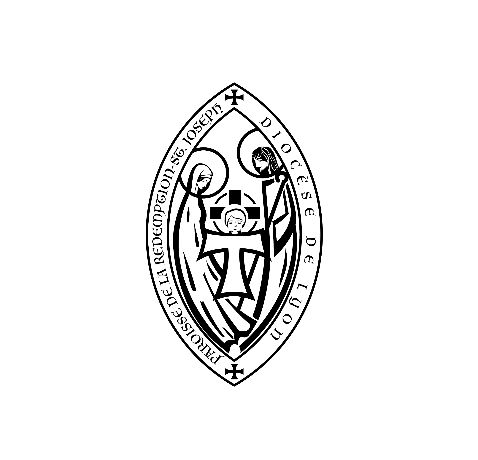 PAROISSE DE LA REDEMPTION-ST. JOSEPH
DIOCÈSE DE LYON